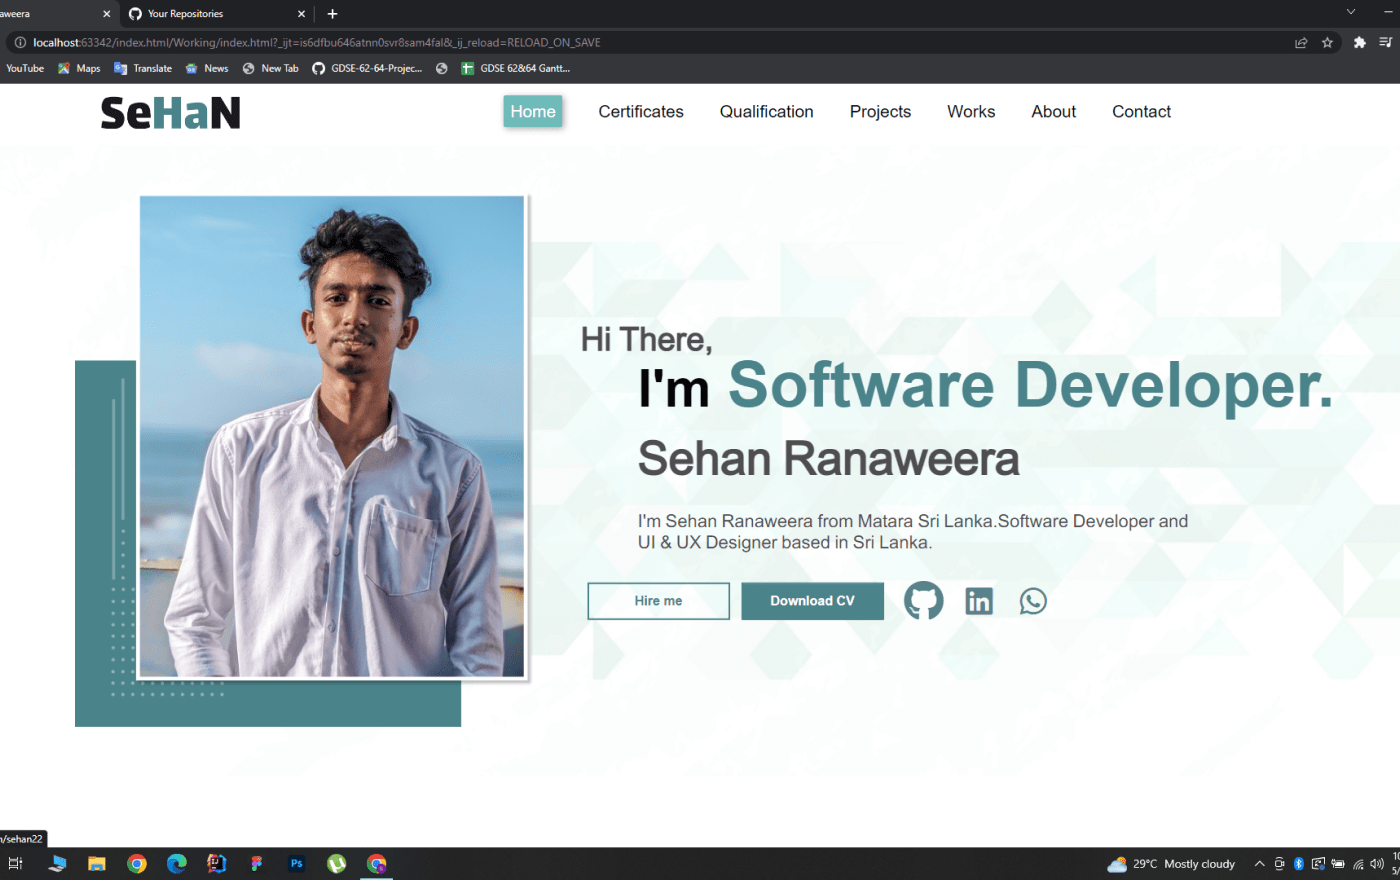 aweera
Your Repositories
localhost:63342/index.html/Working/index.html?_ijt=is6dfbu646atnn0svr8sam4fal&_ij_reload=RELOAD_ON_SAVE
YouTube Maps Translate News New Tab GDSE-62-64-Projec... GDSE 62&64 Gantt...
SeHaN
Home Certificates Qualification Projects Works About Contact
Hi There,
I'm Software Developer.
Sehan Ranaweera
I'm Sehan Ranaweera from Matara Sri Lanka.Software Developer and
UI & UX Designer based in Sri Lanka.
Hire me Download CV
/sehan22
29°C Mostly cloudy